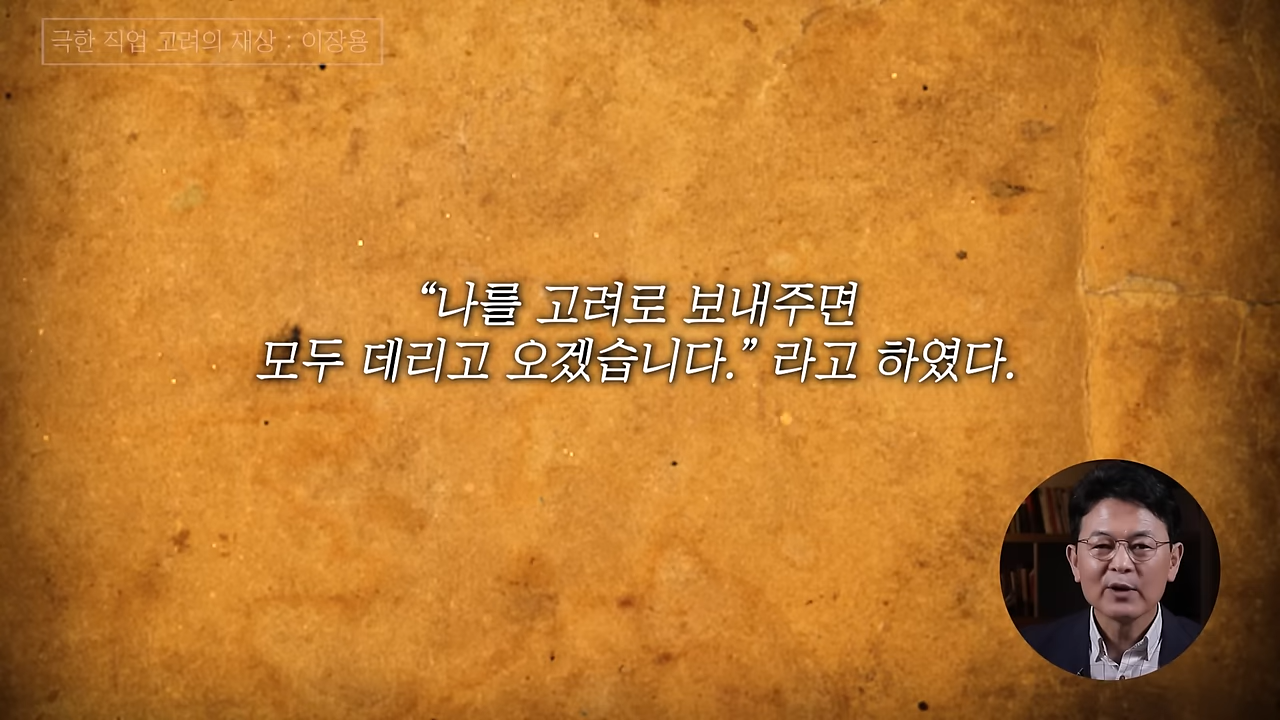 극한 직업 고려의 재상 : 이장용
“나를 고려로 보내주면
모두 데리고 오겠습니다.” 라고 하였다.